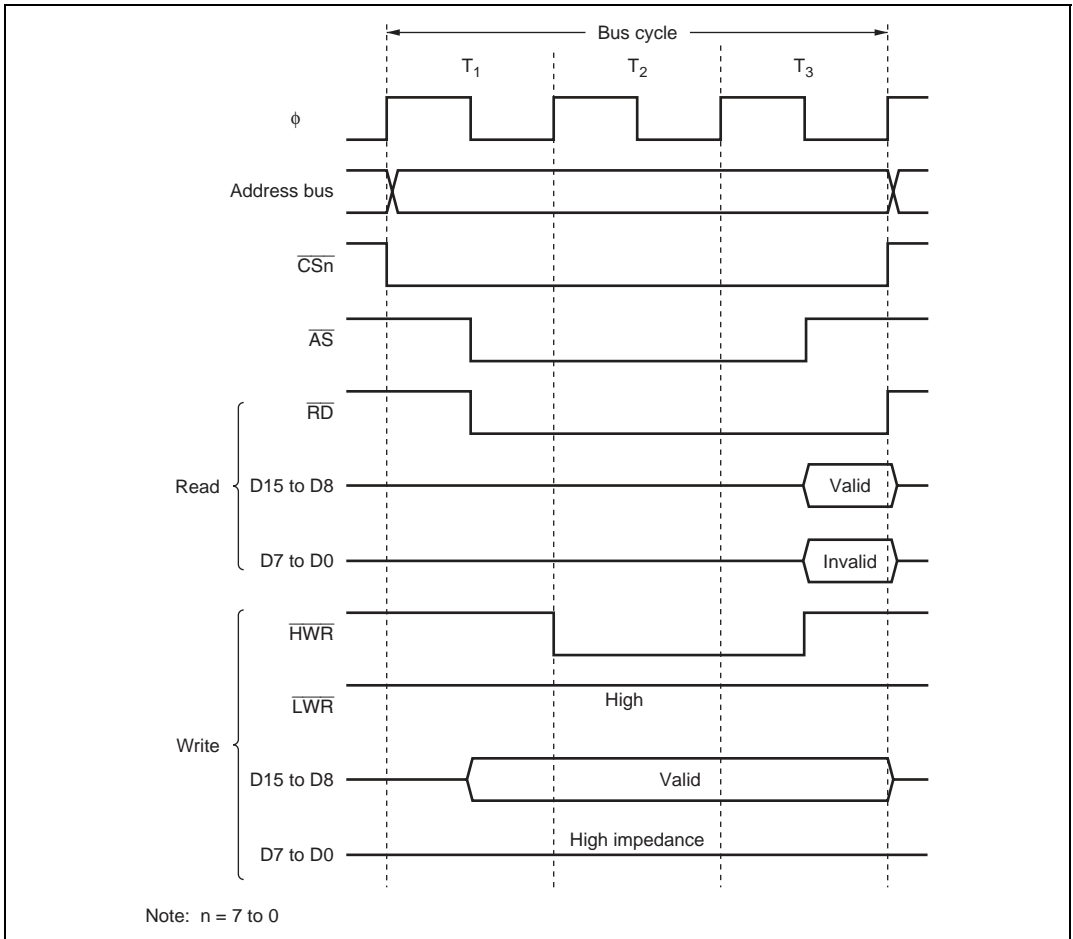 Bus cycle
T1 T2 T3
φ
Address bus
CSn
AS
RD
Read
D15 to D8 Valid
D7 to D0 Invalid
HWR
LWR High
Write
D15 to D8 Valid
D7 to D0 High impedance
Note: n = 7 to 0